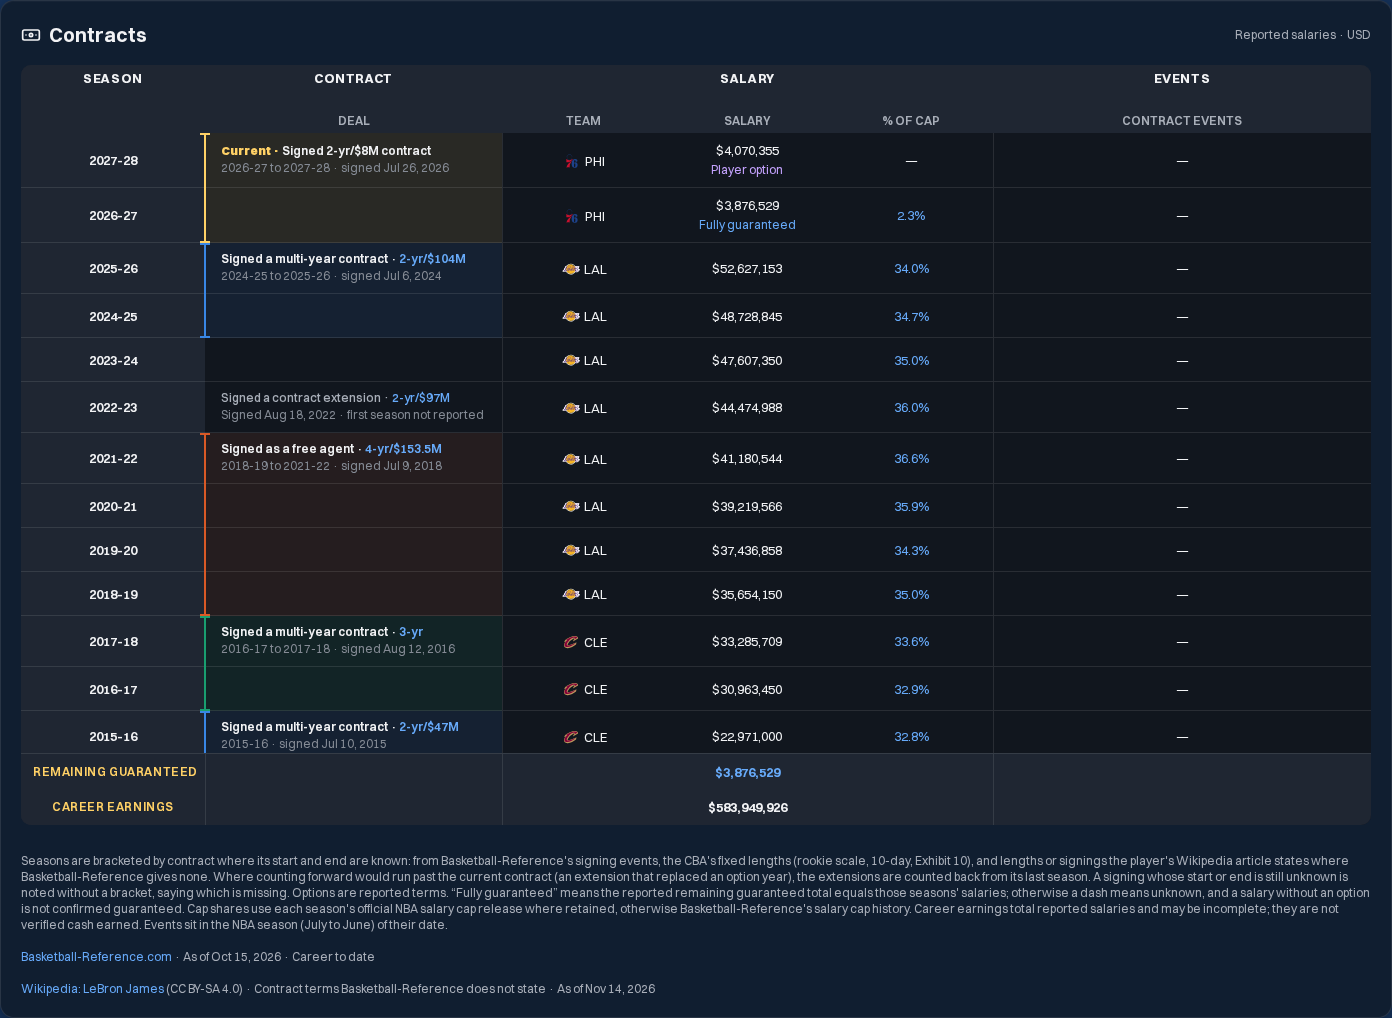 Contracts
Reported salaries · USD
SEASON CONTRACT SALARY EVENTS
DEAL TEAM SALARY % OF CAP CONTRACT EVENTS
2027-28 Current · Signed 2-yr/$8M contract 2026-27 to 2027-28 · signed Jul 26, 2026 PHI $4,070,355 Player option — —
2026-27 PHI $3,876,529 Fully guaranteed 2.3% —
2025-26 Signed a multi-year contract · 2-yr/$104M 2024-25 to 2025-26 · signed Jul 6, 2024 LAL $52,627,153 34.0% —
2024-25 LAL $48,728,845 34.7% —
2023-24 LAL $47,607,350 35.0% —
2022-23 Signed a contract extension · 2-yr/$97M Signed Aug 18, 2022 · first season not reported LAL $44,474,988 36.0% —
2021-22 Signed as a free agent · 4-yr/$153.5M 2018-19 to 2021-22 · signed Jul 9, 2018 LAL $41,180,544 36.6% —
2020-21 LAL $39,219,566 35.9% —
2019-20 LAL $37,436,858 34.3% —
2018-19 LAL $35,654,150 35.0% —
2017-18 Signed a multi-year contract · 3-yr 2016-17 to 2017-18 · signed Aug 12, 2016 CLE $33,285,709 33.6% —
2016-17 CLE $30,963,450 32.9% —
2015-16 Signed a multi-year contract · 2-yr/$47M 2015-16 · signed Jul 10, 2015 CLE $22,971,000 32.8% —
REMAINING GUARANTEED $3,876,529
CAREER EARNINGS $583,949,926
Seasons are bracketed by contract where its start and end are known: from Basketball-Reference's signing events, the CBA's fixed lengths (rookie scale, 10-day, Exhibit 10), and lengths or signings the player's Wikipedia article states where
Basketball-Reference gives none. Where counting forward would run past the current contract (an extension that replaced an option year), the extensions are counted back from its last season. A signing whose start or end is still unknown is
noted without a bracket, saying which is missing. Options are reported terms. “Fully guaranteed” means the reported remaining guaranteed total equals those seasons' salaries; otherwise a dash means unknown, and a salary without an option
is not confirmed guaranteed. Cap shares use each season's official NBA salary cap release where retained, otherwise Basketball-Reference's salary cap history. Career earnings total reported salaries and may be incomplete; they are not
verified cash earned. Events sit in the NBA season (July to June) of their date.
Basketball-Reference.com · As of Oct 15, 2026 · Career to date
Wikipedia: LeBron James (CC BY-SA 4.0) · Contract terms Basketball-Reference does not state · As of Nov 14, 2026